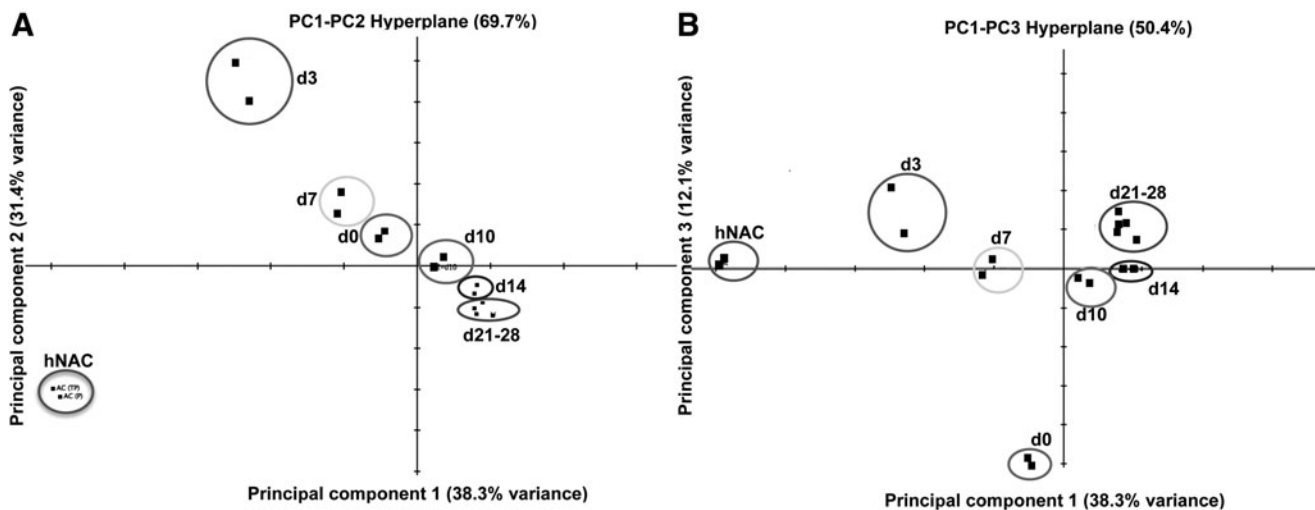 A
PC1-PC2 Hyperplane (69.7%)
Principal component 2 (31.4% variance)
d3
d7
d0
d10
d14
d21-28
hNAC
AC (TP)
AC (P)
Principal component 1 (38.3% variance)
B
PC1-PC3 Hyperplane (50.4%)
Principal component 3 (12.1% variance)
d3
d21-28
hNAC
d7
d14
d10
d0
Principal component 1 (38.3% variance)